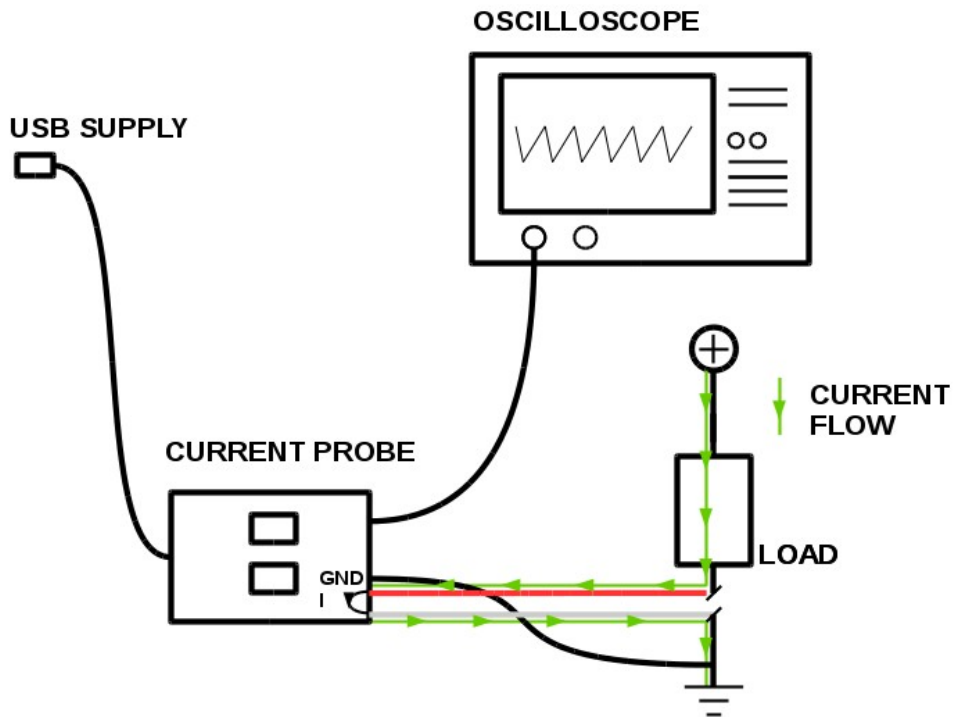 OSCILLOSCOPE
USB SUPPLY
CURRENT
FLOW
CURRENT PROBE
LOAD
GND
I